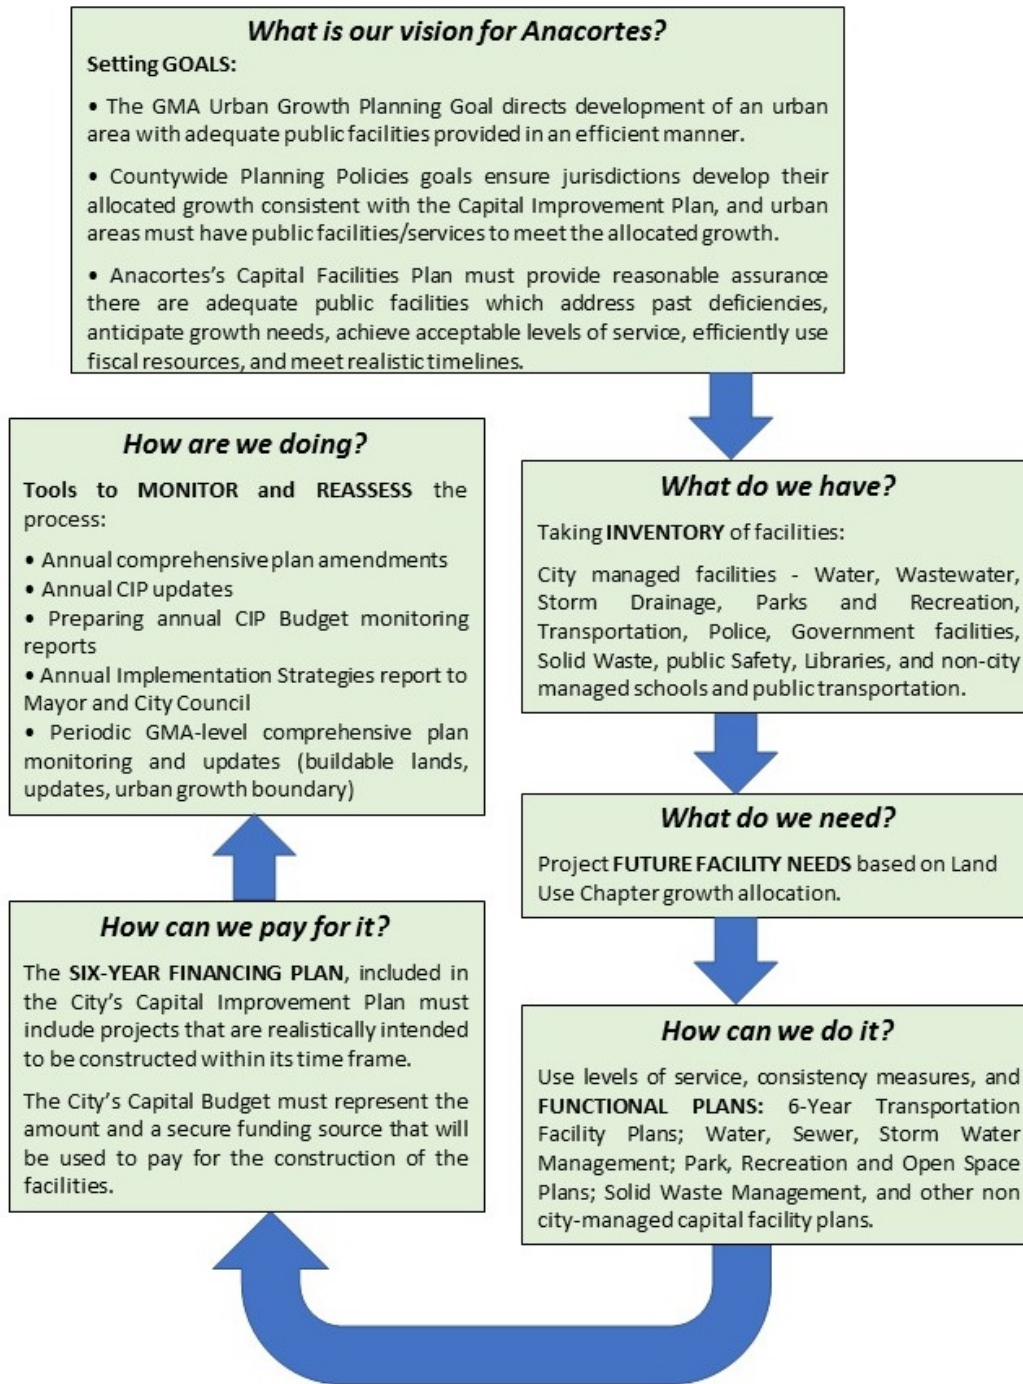 What is our vision for Anacortes?
Setting GOALS:
• The GMA Urban Growth Planning Goal directs development of an urban
area with adequate public facilities provided in an efficient manner.
• Countywide Planning Policies goals ensure jurisdictions develop their
allocated growth consistent with the Capital Improvement Plan, and urban
areas must have public facilities/services to meet the allocated growth.
• Anacortes's Capital Facilities Plan must provide reasonable assurance
there are adequate public facilities which address past deficiencies,
anticipate growth needs, achieve acceptable levels of service, efficiently use
fiscal resources, and meet realistic timelines.
What do we have?
Taking INVENTORY of facilities:
City managed facilities - Water, Wastewater,
Storm Drainage, Parks and Recreation,
Transportation, Police, Government facilities,
Solid Waste, public Safety, Libraries, and non-city
managed schools and public transportation.
What do we need?
Project FUTURE FACILITY NEEDS based on Land
Use Chapter growth allocation.
How can we do it?
Use levels of service, consistency measures, and
FUNCTIONAL PLANS: 6-Year Transportation
Facility Plans; Water, Sewer, Storm Water
Management; Park, Recreation and Open Space
Plans; Solid Waste Management, and other non
city-managed capital facility plans.
How can we pay for it?
The SIX-YEAR FINANCING PLAN, included in
the City's Capital Improvement Plan must
include projects that are realistically intended
to be constructed within its time frame.
The City's Capital Budget must represent the
amount and a secure funding source that will
be used to pay for the construction of the
facilities.
How are we doing?
Tools to MONITOR and REASSESS the
process:
• Annual comprehensive plan amendments
• Annual CIP updates
• Preparing annual CIP Budget monitoring
reports
• Annual Implementation Strategies report to
Mayor and City Council
• Periodic GMA-level comprehensive plan
monitoring and updates (buildable lands,
updates, urban growth boundary)